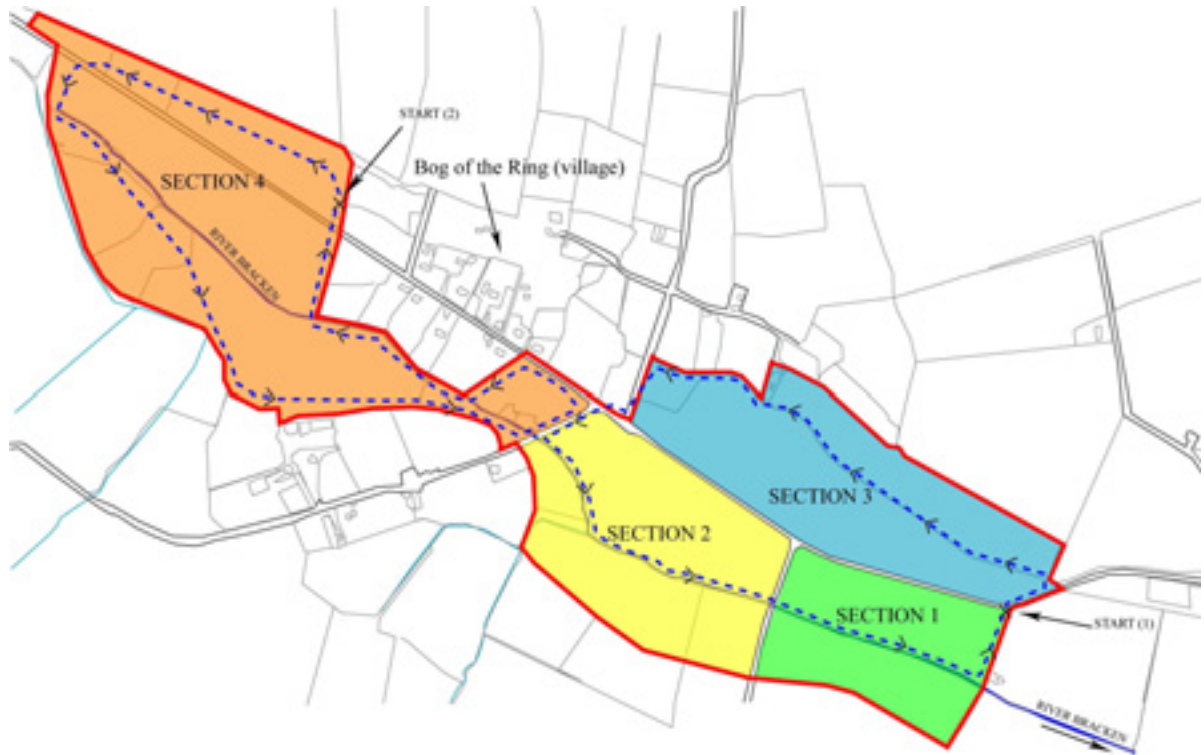 START (2)
Bog of the Ring (village)
SECTION 4
RIVER BRACKEN
SECTION 3
SECTION 2
SECTION 1
START (1)
RIVER BRACKEN